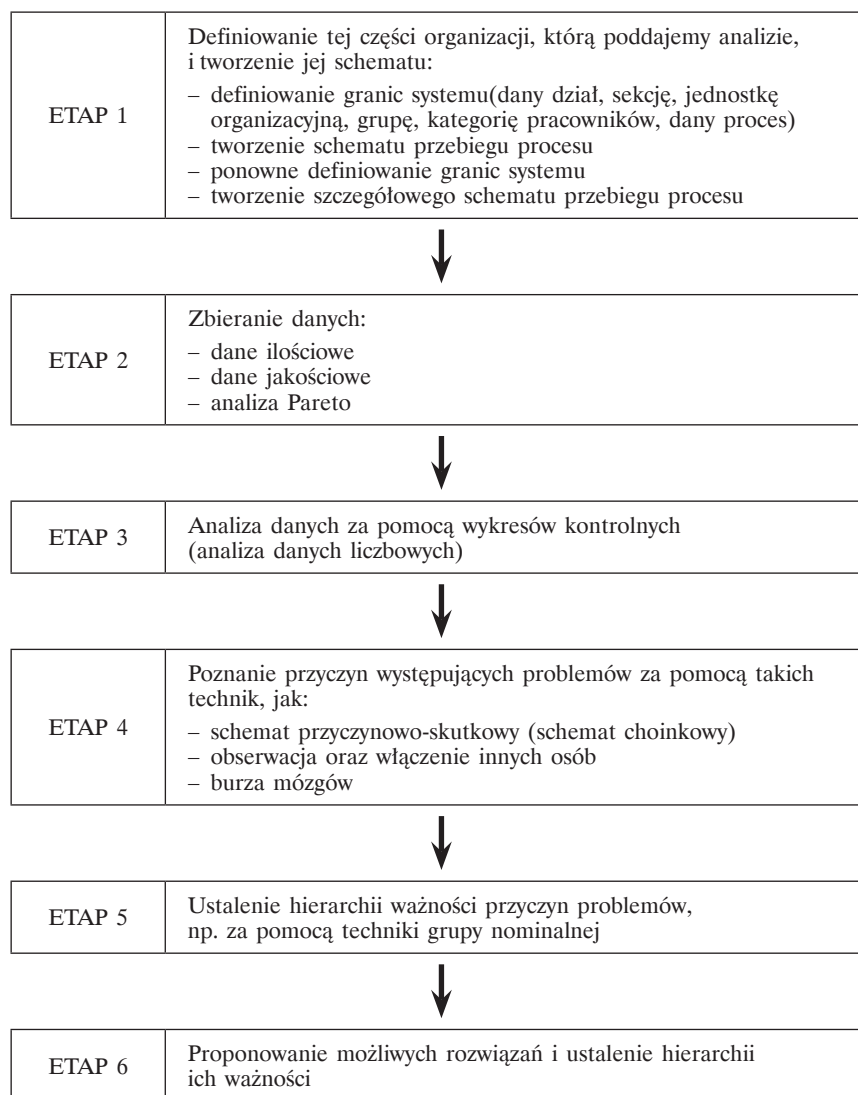 ETAP 1
Definiowanie tej części organizacji, którą poddajemy analizie,
i tworzenie jej schematu:
– definiowanie granic systemu(dany dział, sekcję, jednostkę
organizacyjną, grupę, kategorię pracowników, dany proces)
– tworzenie schematu przebiegu procesu
– ponowne definiowanie granic systemu
– tworzenie szczegółowego schematu przebiegu procesu
ETAP 2
Zbieranie danych:
– dane ilościowe
– dane jakościowe
– analiza Pareto
ETAP 3
Analiza danych za pomocą wykresów kontrolnych
(analiza danych liczbowych)
ETAP 4
Poznanie przyczyn występujących problemów za pomocą takich
technik, jak:
– schemat przyczynowo-skutkowy (schemat choinkowy)
– obserwacja oraz włączenie innych osób
– burza mózgów
ETAP 5
Ustalenie hierarchii ważności przyczyn problemów,
np. za pomocą techniki grupy nominalnej
ETAP 6
Proponowanie możliwych rozwiązań i ustalenie hierarchii
ich ważności